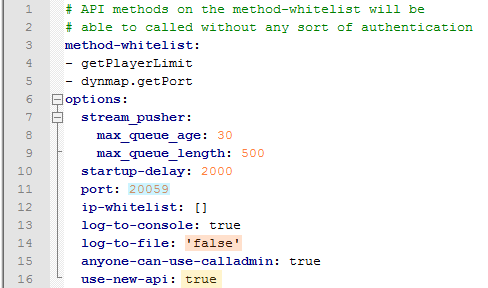 1 # API methods on the method-whitelist will be
2 # able to called without any sort of authentication
3 method-whitelist:
4 - getPlayerLimit
5 - dynmap.getPort
6 options:
7 stream_pusher:
8 max_queue_age: 30
9 max_queue_length: 500
10 startup-delay: 2000
11 port: 20059
12 ip-whitelist: []
13 log-to-console: true
14 log-to-file: 'false'
15 anyone-can-use-calladmin: true
16 use-new-api: true